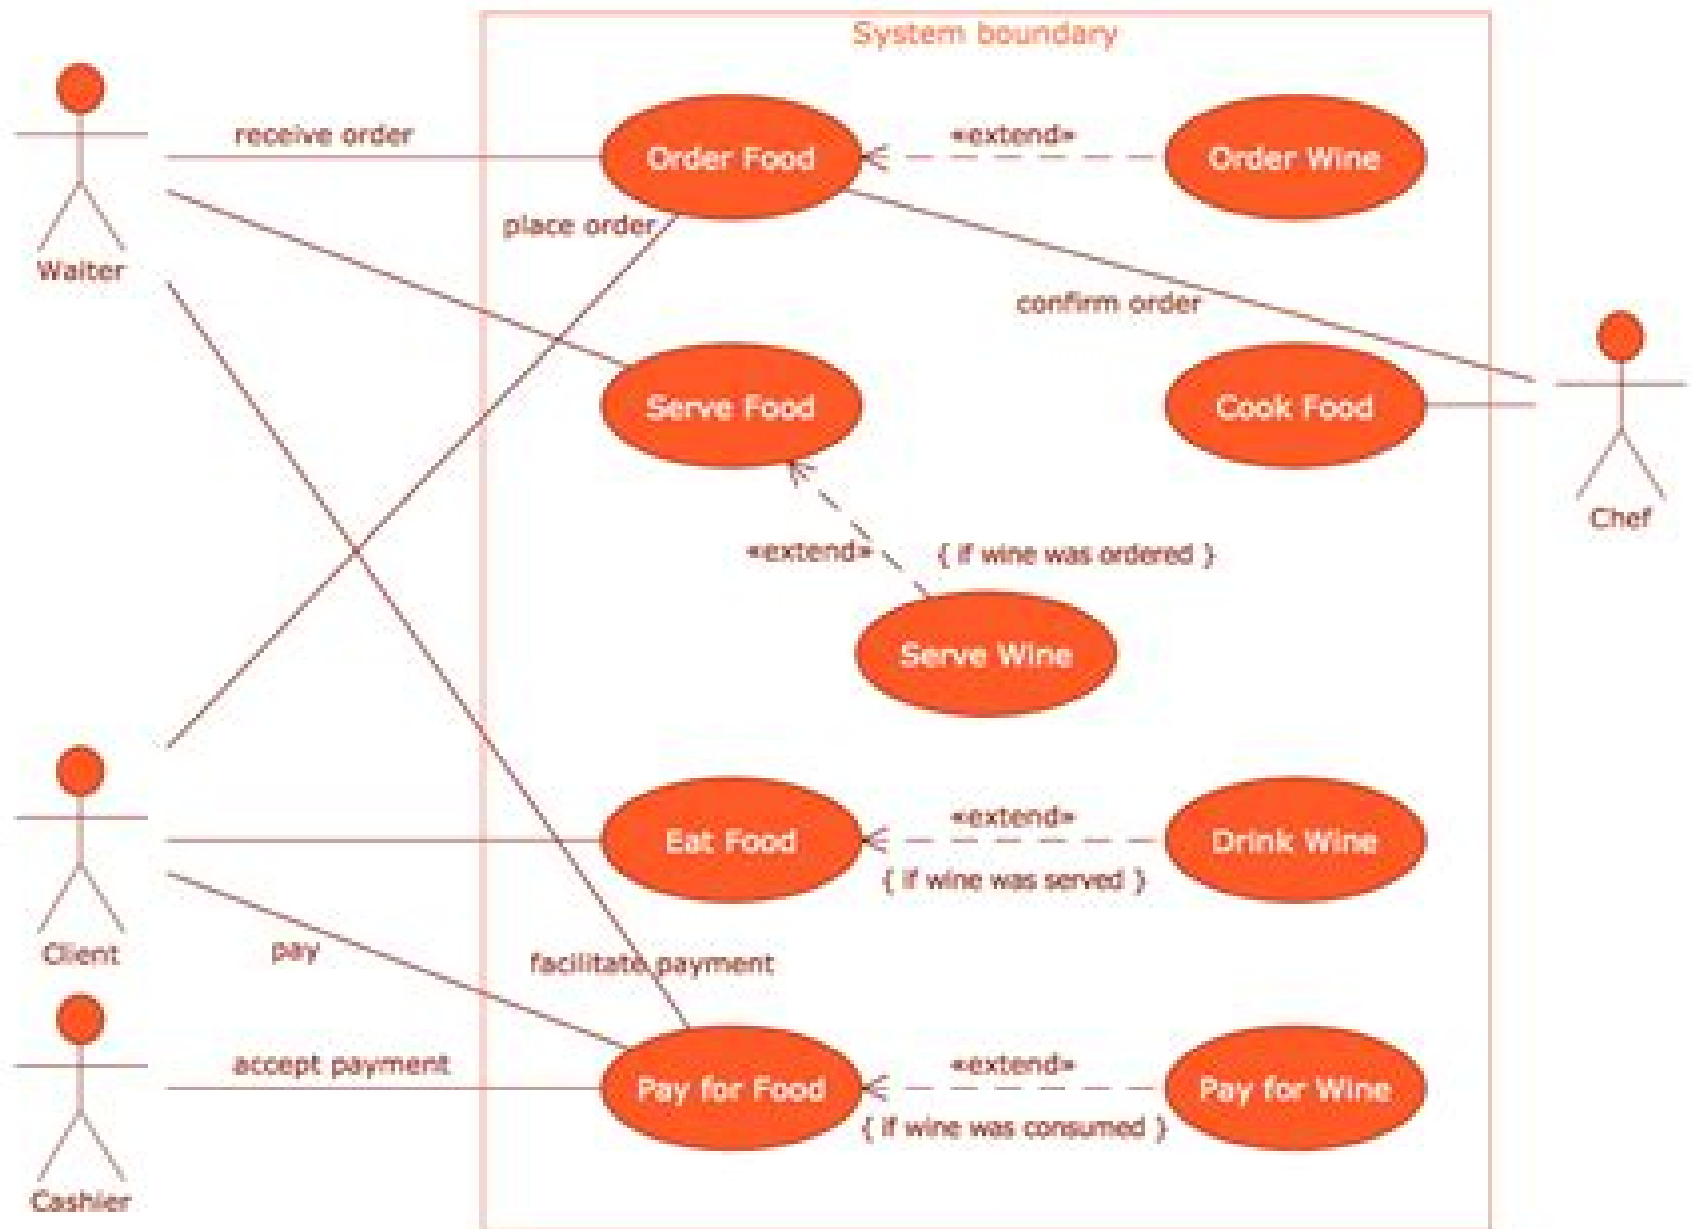 System boundary
receive order
Order Food
«extend»
Order Wine
place order
Waiter
confirm order
Serve Food
Cook Food
Chef
«extend»
{ if wine was ordered }
Serve Wine
Eat Food
«extend»
Drink Wine
{ if wine was served }
Client
pay
facilitate payment
accept payment
Pay for Food
«extend»
Pay for Wine
{ if wine was consumed }
Cashier